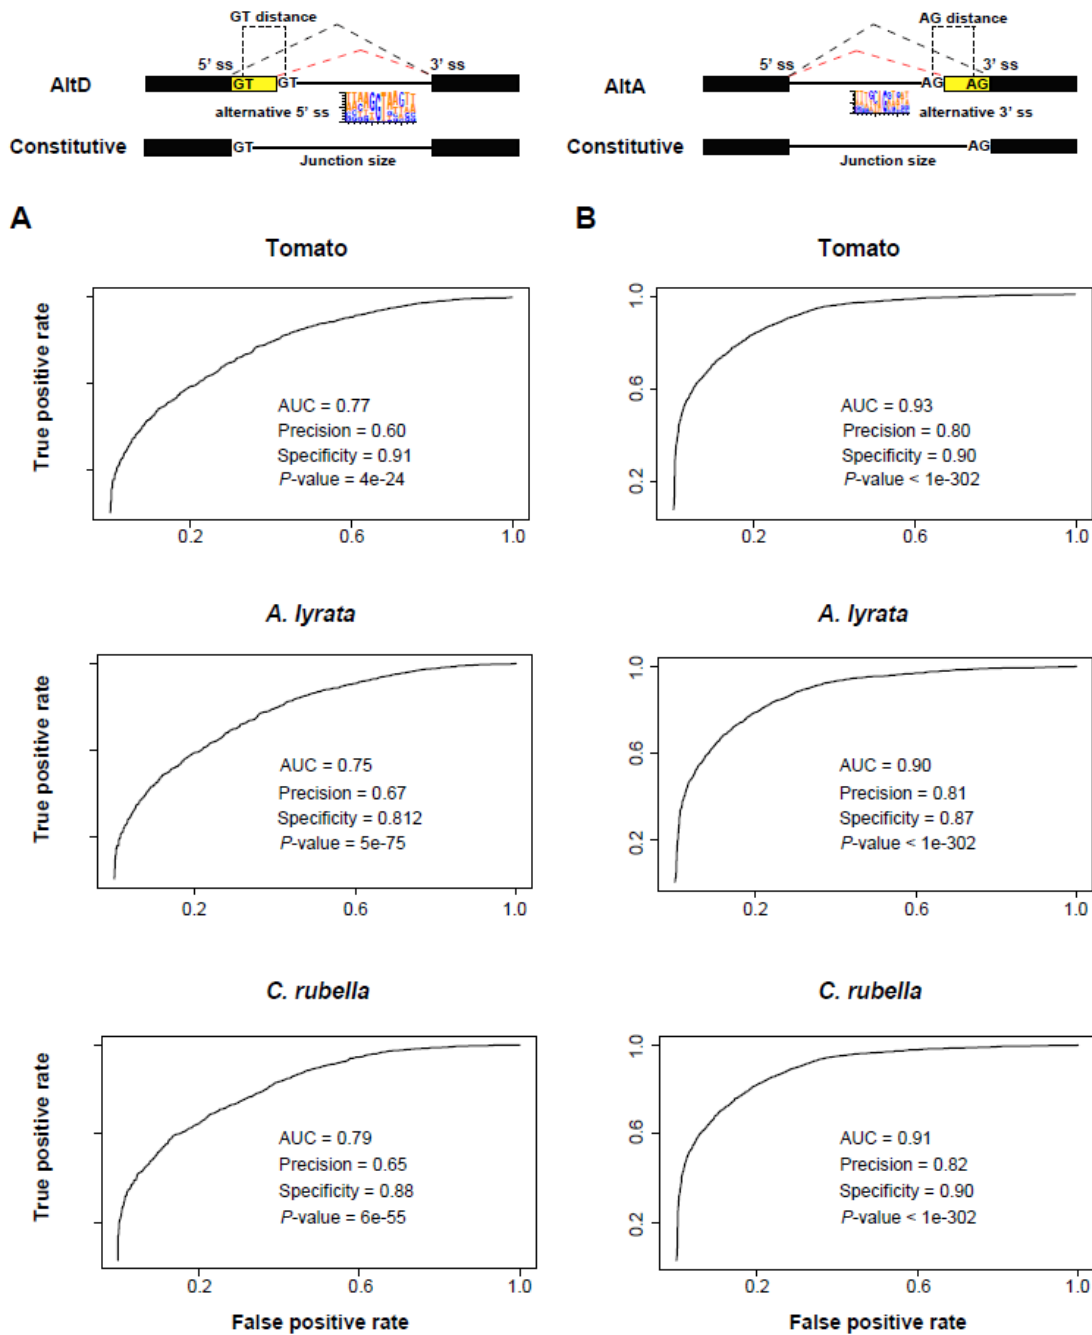 GT distance
5' ss
3' ss
AltD
GT
GT
alternative 5' ss
Constitutive
GT
Junction size
AG distance
5' ss
3' ss
AltA
AG
AG
alternative 3' ss
Constitutive
AG
Junction size
A
Tomato
True positive rate
AUC = 0.77
Precision = 0.60
Specificity = 0.91
P-value = 4e-24
0.2 0.6 1.0
B
Tomato
1.0
0.6
0.2
AUC = 0.93
Precision = 0.80
Specificity = 0.90
P-value < 1e-302
0.2 0.6 1.0
A. lyrata
True positive rate
AUC = 0.75
Precision = 0.67
Specificity = 0.812
P-value = 5e-75
0.2 0.6 1.0
A. lyrata
1.0
0.6
0.2
AUC = 0.90
Precision = 0.81
Specificity = 0.87
P-value < 1e-302
0.2 0.6 1.0
C. rubella
True positive rate
AUC = 0.79
Precision = 0.65
Specificity = 0.88
P-value = 6e-55
0.2 0.6 1.0
False positive rate
C. rubella
1.0
0.6
0.2
AUC = 0.91
Precision = 0.82
Specificity = 0.90
P-value < 1e-302
0.2 0.6 1.0
False positive rate